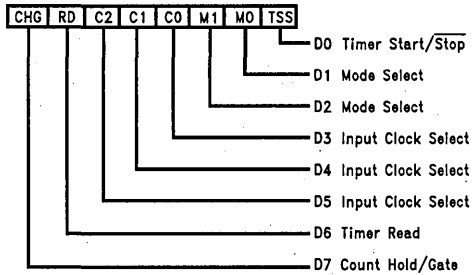 CHG RD C2 C1 C0 M1 M0 TSS
D0 Timer Start/Stop
D1 Mode Select
D2 Mode Select
D3 Input Clock Select
D4 Input Clock Select
D5 Input Clock Select
D6 Timer Read
D7 Count Hold/Gate